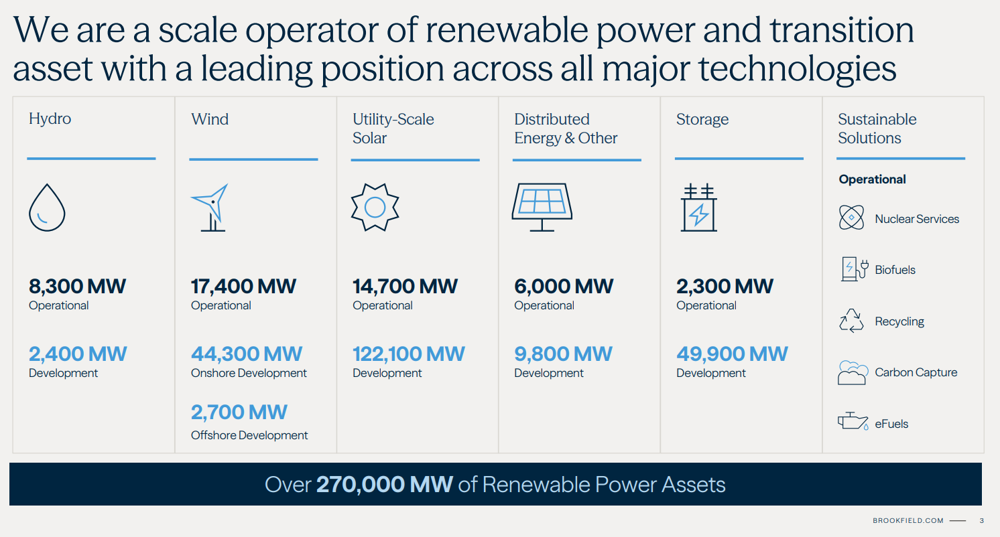 We are a scale operator of renewable power and transition
asset with a leading position across all major technologies
Hydro
8,300 MW
Operational
2,400 MW
Development
Wind
17,400 MW
Operational
44,300 MW
Onshore Development
2,700 MW
Offshore Development
Utility-Scale
Solar
14,700 MW
Operational
122,100 MW
Development
Distributed
Energy & Other
6,000 MW
Operational
9,800 MW
Development
Storage
2,300 MW
Operational
49,900 MW
Development
Sustainable
Solutions
Operational
Nuclear Services
Biofuels
Recycling
Carbon Capture
eFuels
Over 270,000 MW of Renewable Power Assets
BROOKFIELD.COM — 3